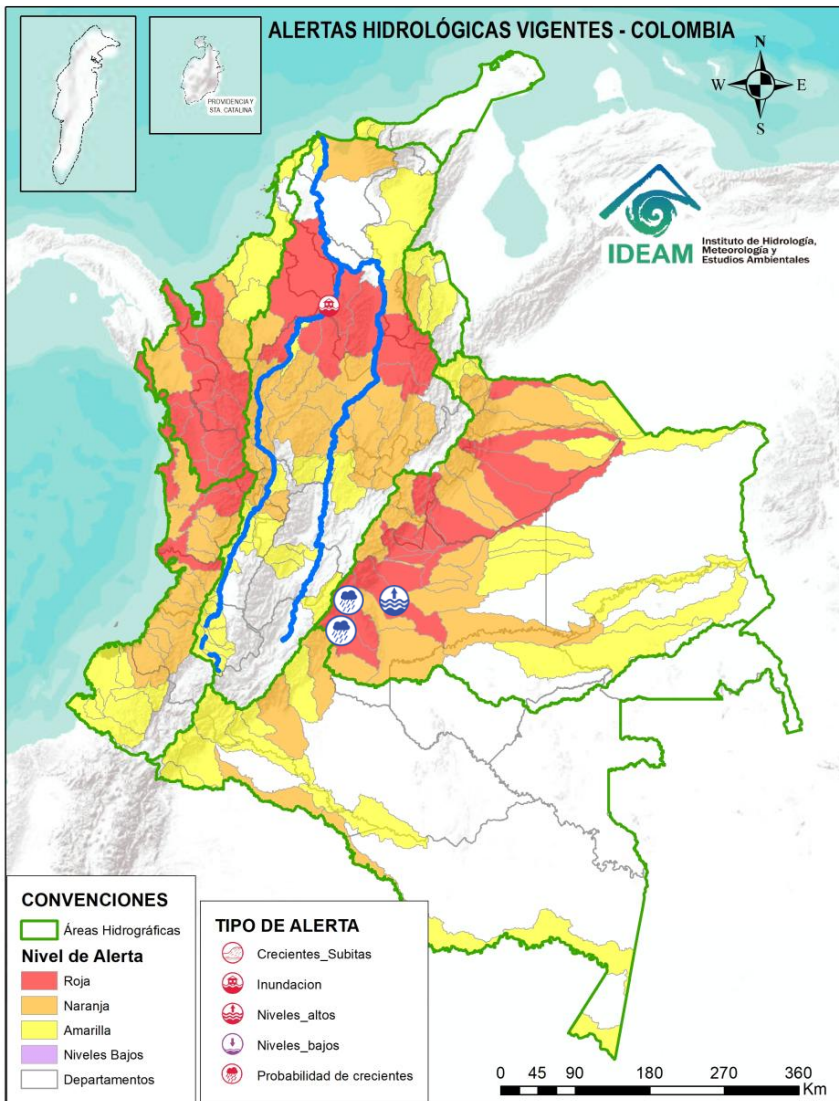 ALERTAS HIDROLÓGICAS VIGENTES - COLOMBIA
PROVIDENCIA Y
STA. CATALINA
N
W
E
S
IDEAM
Instituto de Hidrología,
Meteorología y
Estudios Ambientales
CONVENCIONES
Áreas Hidrográficas
Nivel de Alerta
Roja
Naranja
Amarilla
Niveles Bajos
Departamentos
TIPO DE ALERTA
Crecientes_Subitas
Inundacion
Niveles_altos
Niveles_bajos
Probabilidad de crecientes
0 45 90 180 270 360
Km